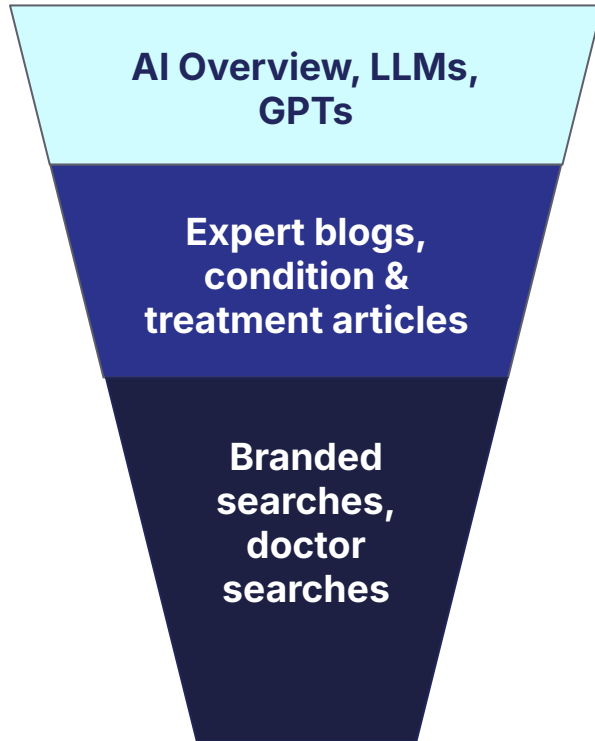 AI Overview, LLMs,
GPTs
Expert blogs,
condition &
treatment articles
Branded
searches,
doctor
searches